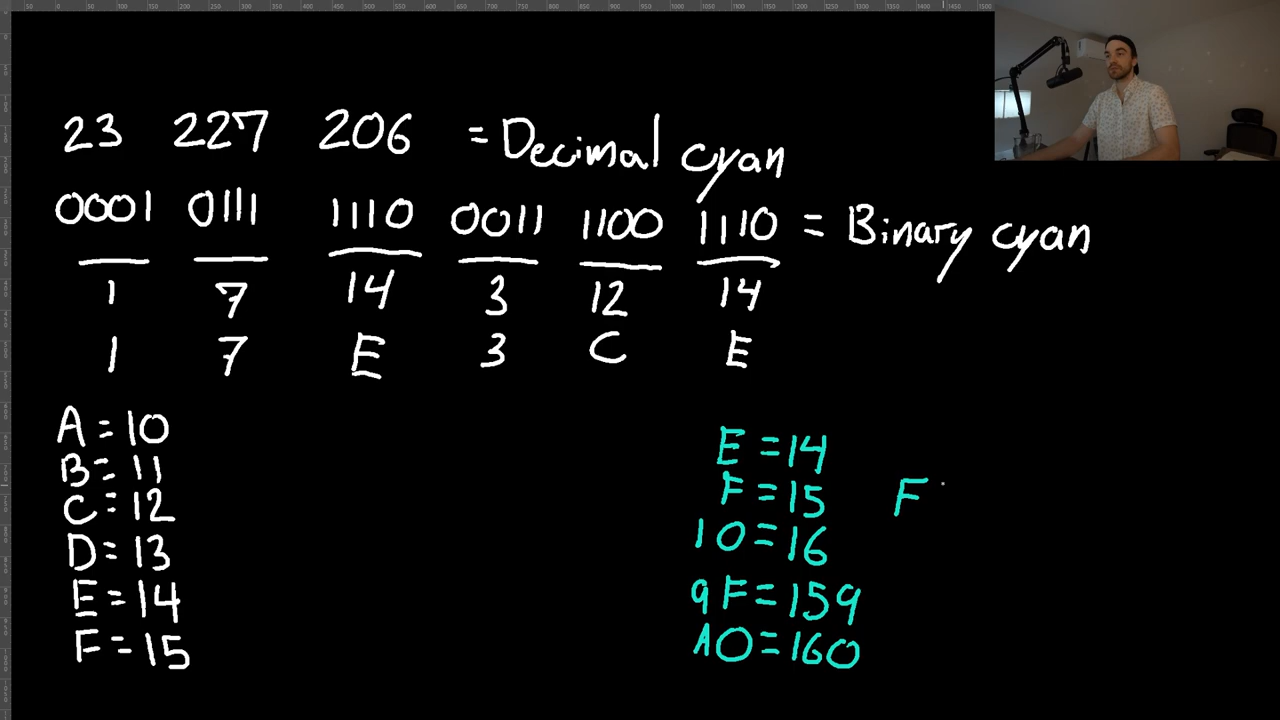 23 227 206 = Decimal cyan
0001 0111 1110 0011 1100 1110 = Binary cyan
1 7 14 3 12 14
1 7 E 3 C E
A = 10
B = 11
C = 12
D = 13
E = 14
F = 15
E = 14
F = 15 F
10 = 16
9F = 159
A0 = 160